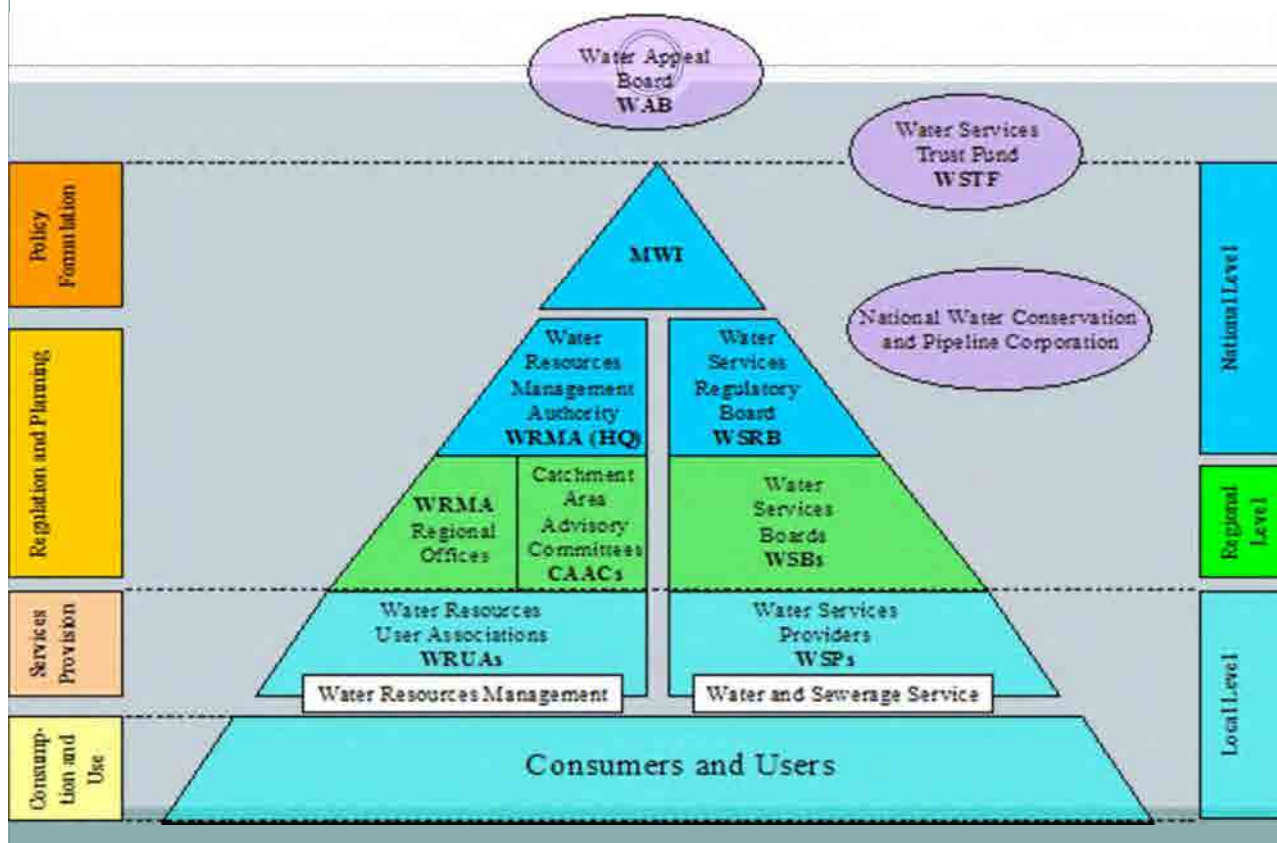 Water Appeal
Board
WAB
Water Services
Trust Fund
WSTF
Policy
Formulation
MWI
National Water Conservation
and Pipeline Corporation
National Level
Regulation and Planning
Water
Resources
Management
Authority
WRMA (HQ)
Water
Services
Regulatory
Board
WSRB
WRMA
Regional
Offices
Catchment
Area
Advisory
Committees
CAACs
Water
Services
Boards
WSBs
Regional
Level
Services
Provision
Water Resources
User Associations
WRUAs
Water Services
Providers
WSPs
Water Resources Management
Water and Sewerage Service
Local Level
Consump-
tion and
Use
Consumers and Users